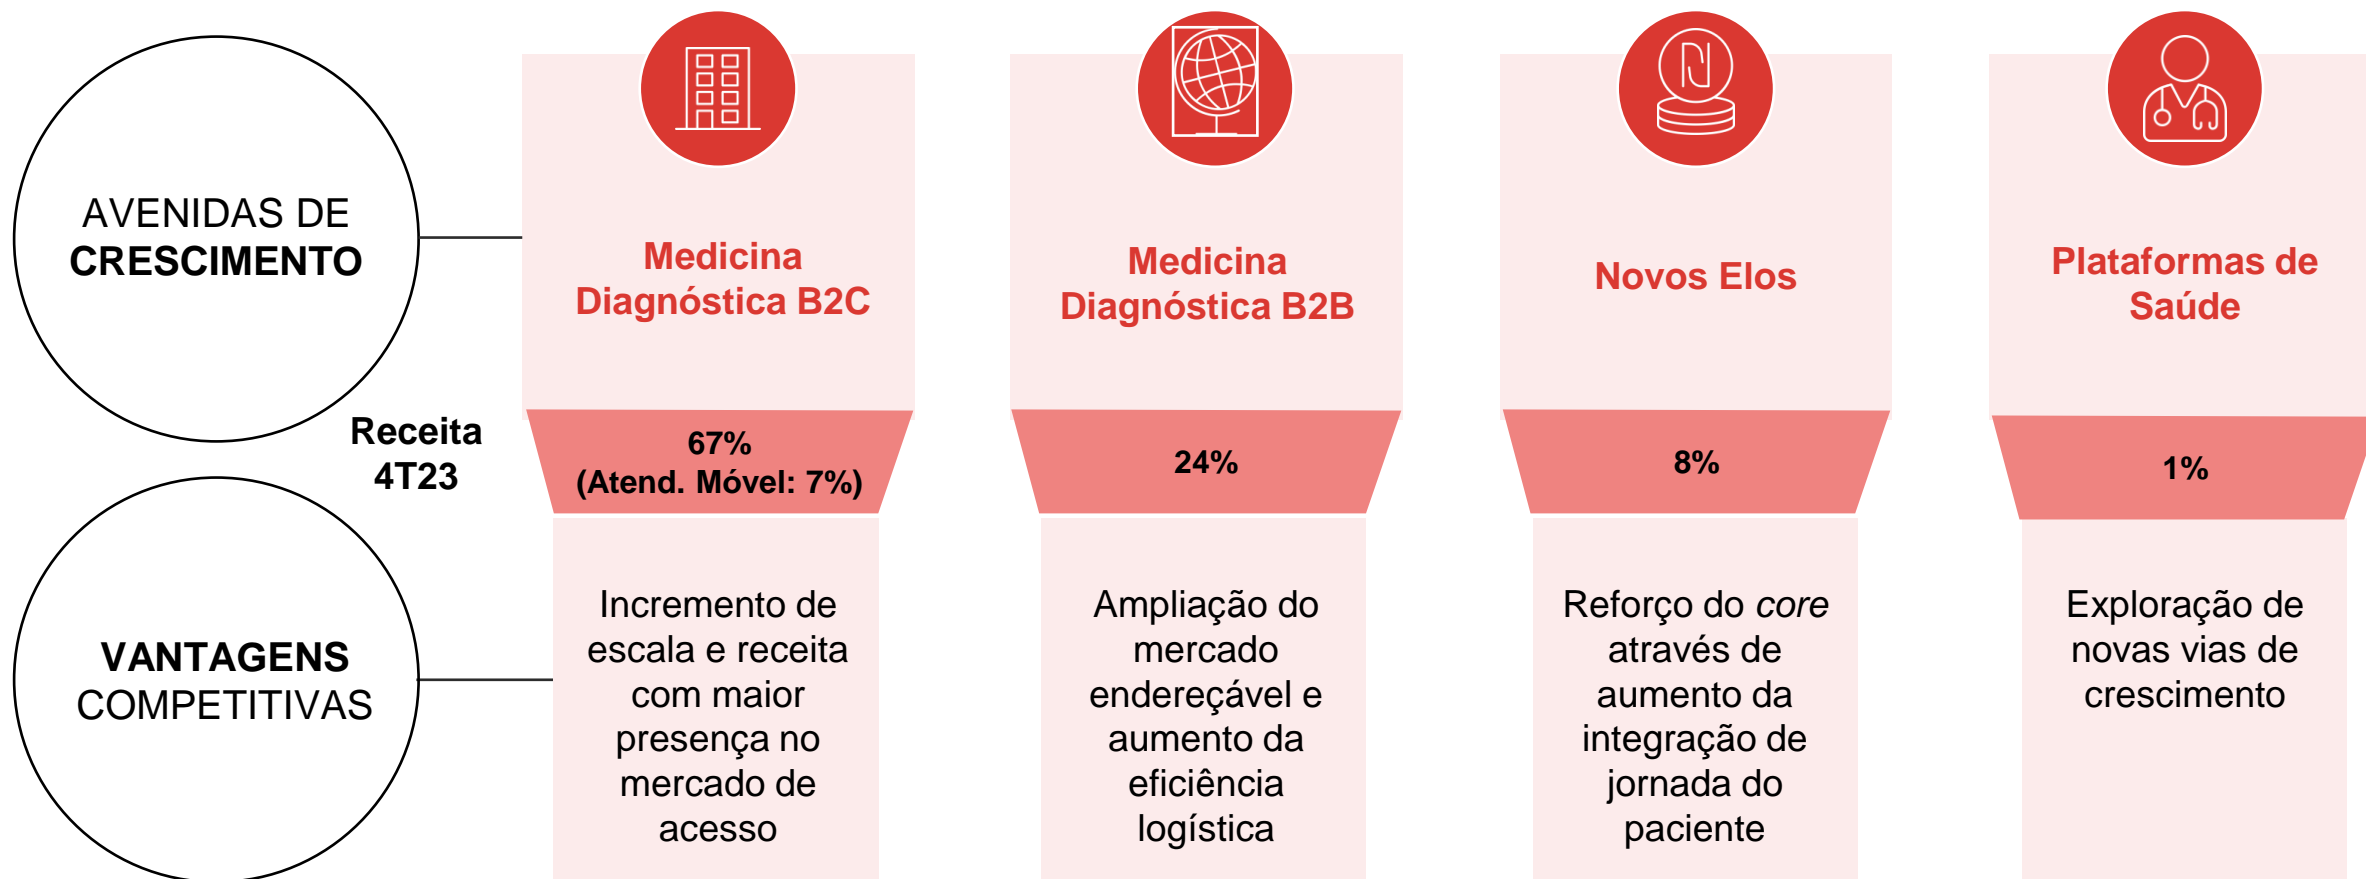 AVENIDAS DE
CRESCIMENTO
Medicina
Diagnóstica B2C
Medicina
Diagnóstica B2B
Novos Elos
Plataformas de
Saúde
Receita
4T23
67%
(Atend. Móvel: 7%)
24%
8%
1%
VANTAGENS
COMPETITIVAS
Incremento de
escala e receita
com maior
presença no
mercado de
acesso
Ampliação do
mercado
endereçável e
aumento da
eficiência
logística
Reforço do core
através de
aumento da
integração de
jornada do
paciente
Exploração de
novas vias de
crescimento